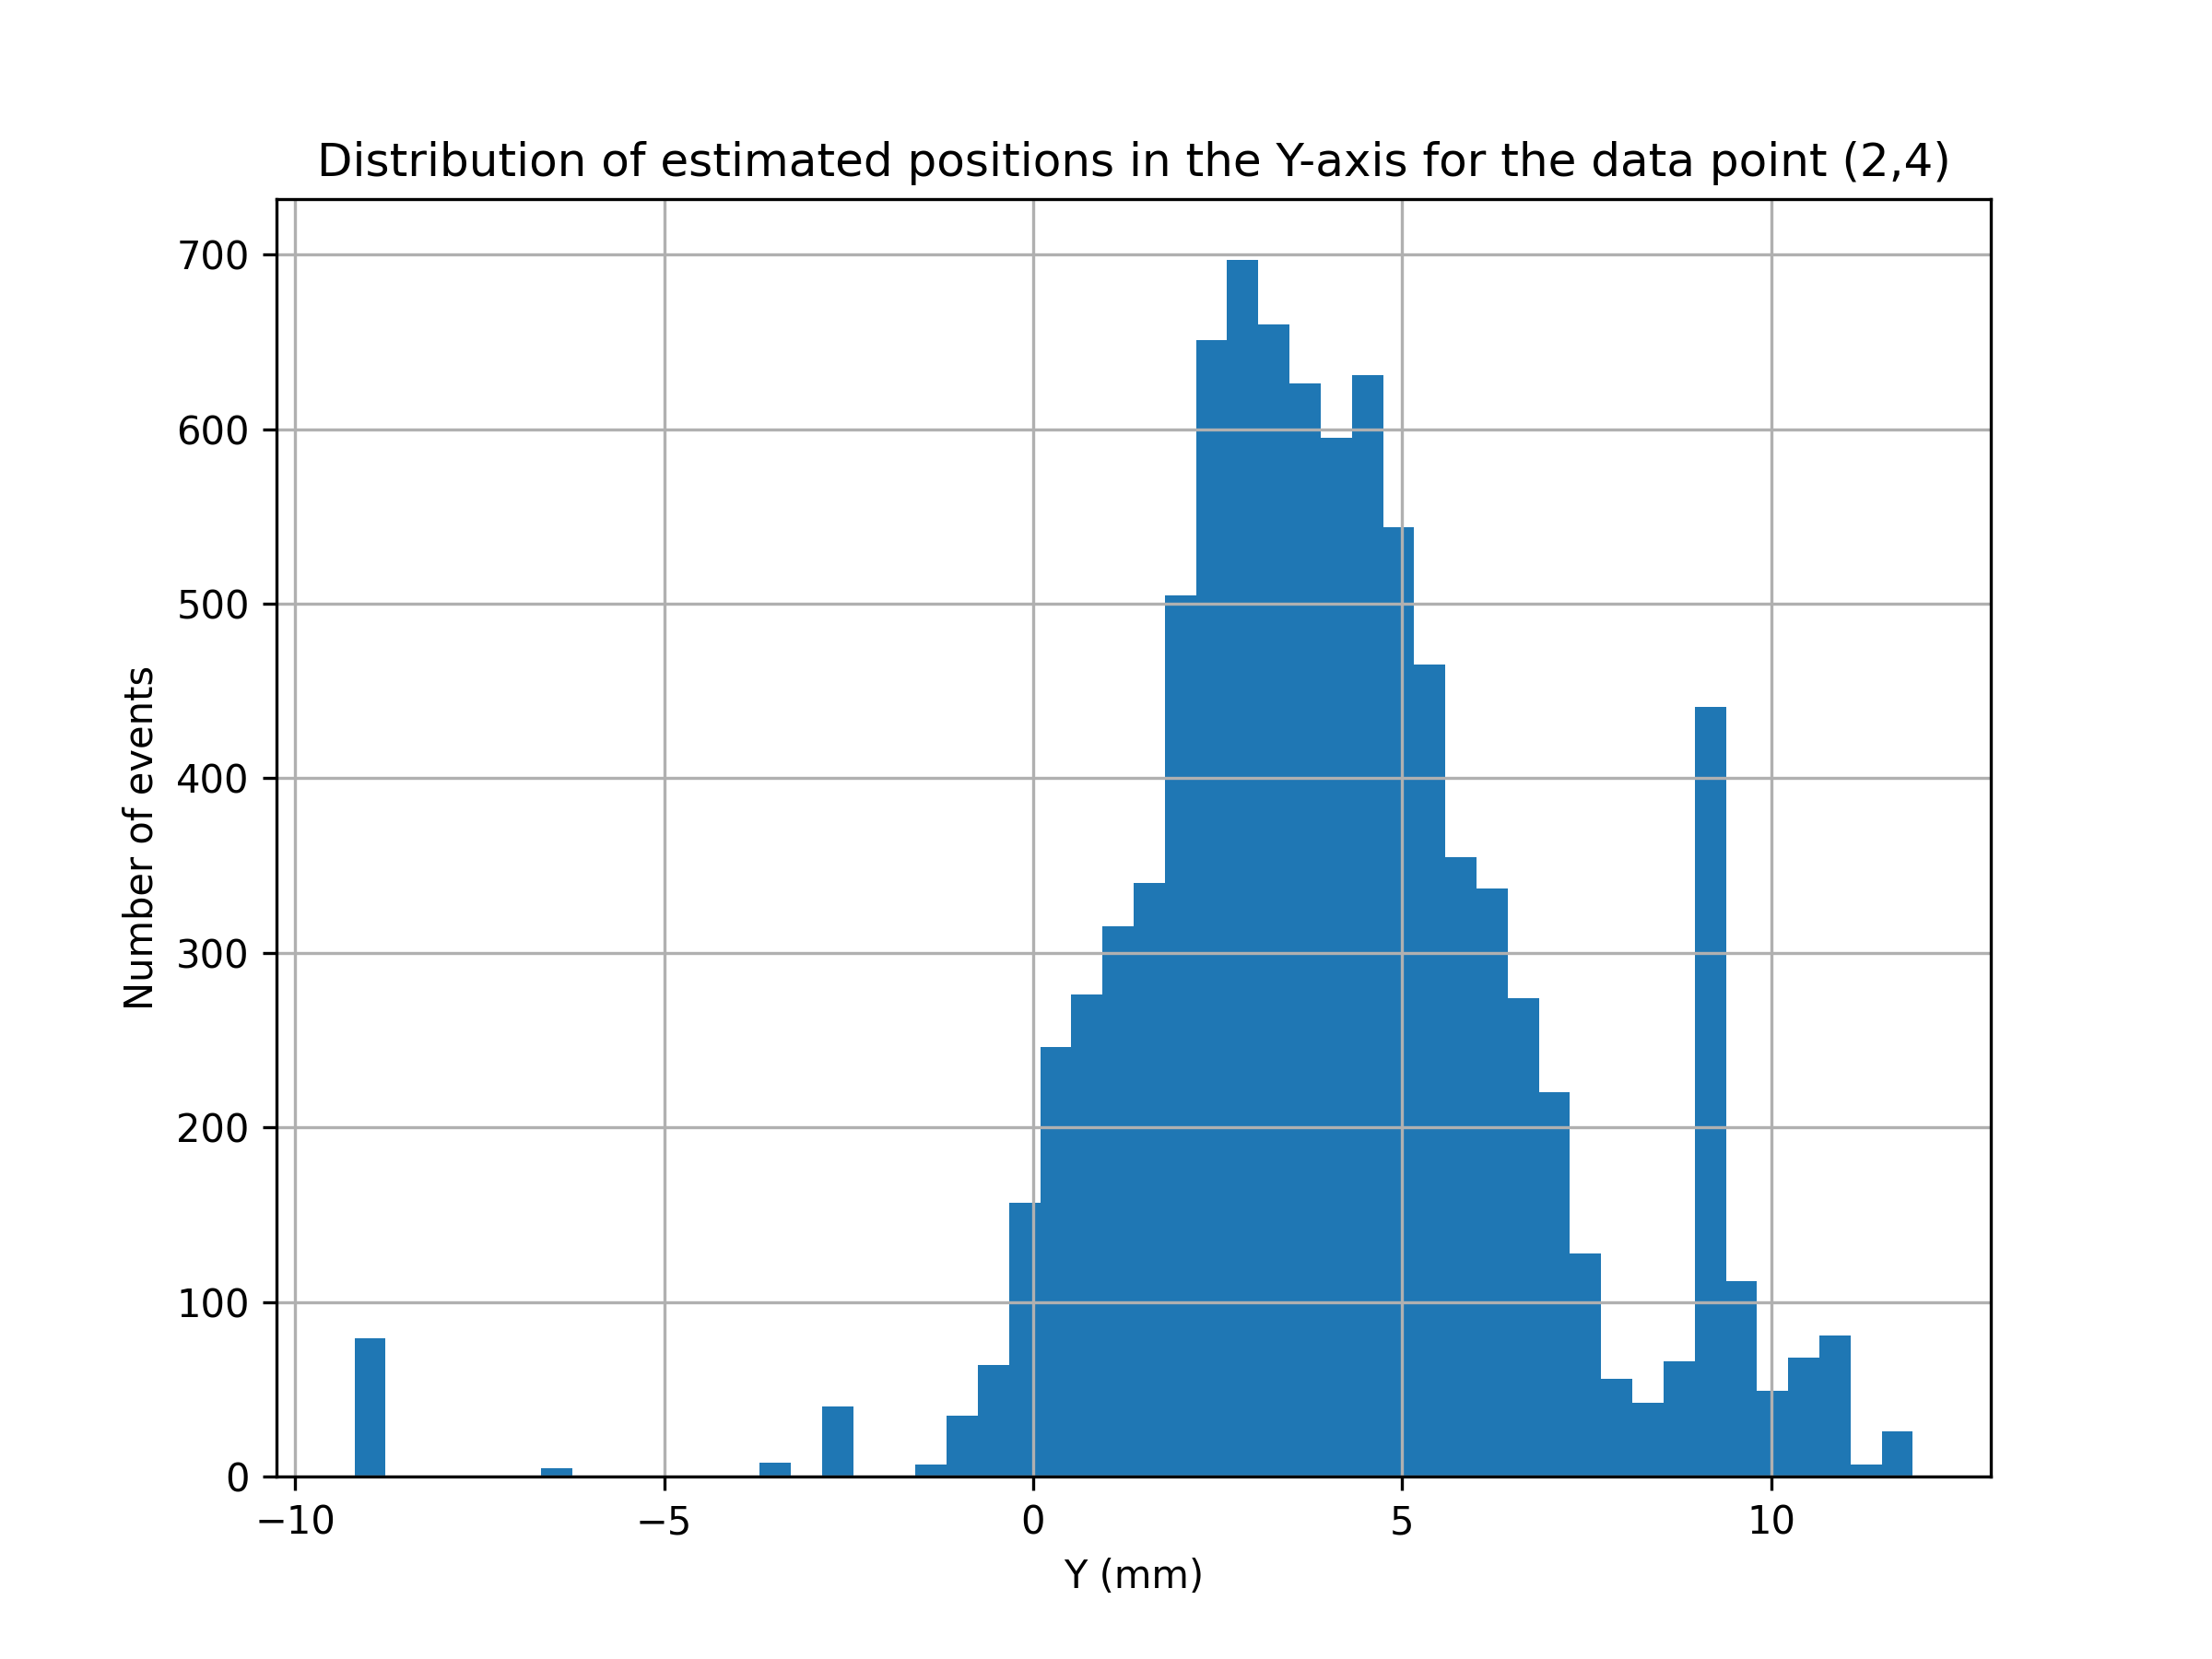 Distribution of estimated positions in the Y-axis for the data point (2,4)
700
600
500
400
300
200
100
0
Number of events
−10 −5 0 5 10
Y (mm)